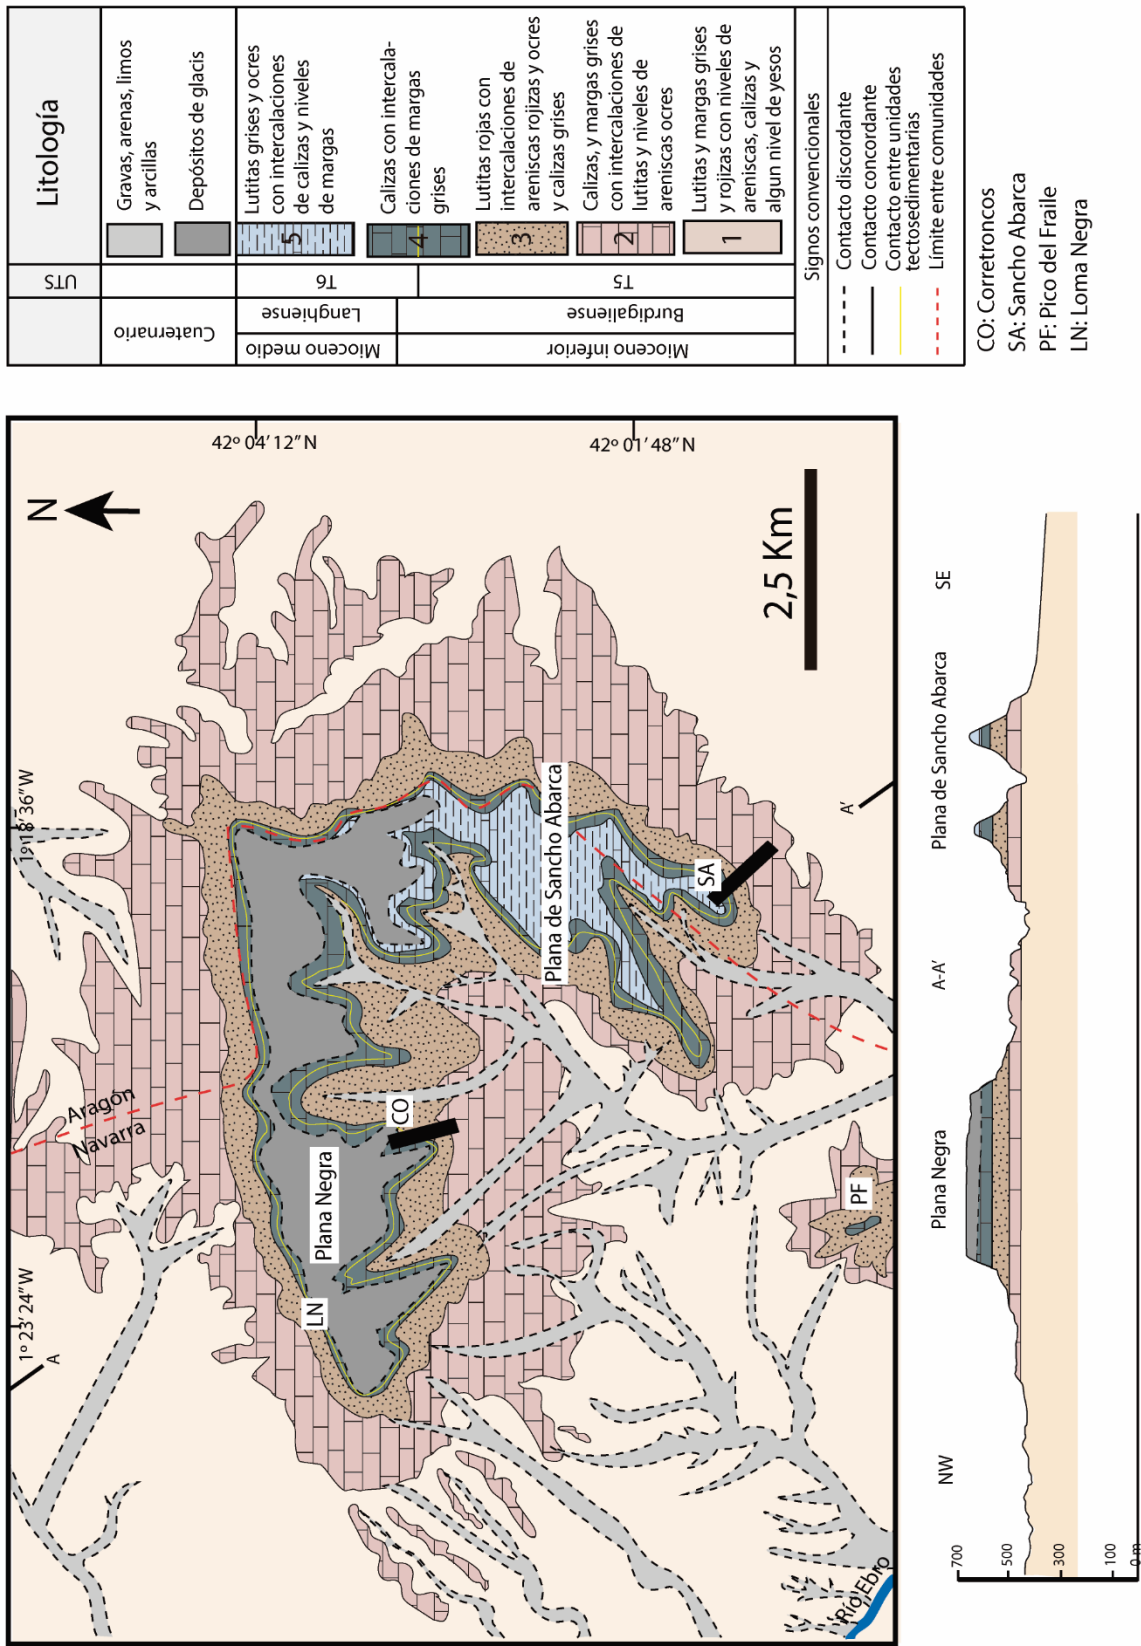 UTS
Litología
Cuaternario
Gravas, arenas, limos
y arcillas
Depósitos de glacis
Mioceno medio
Langhiense
T6
5
Lutitas grises y ocres
con intercalaciones
de calizas y niveles
de margas
4
Calizas con intercala-
ciones de margas
grises
Mioceno inferior
Burdigaliense
T5
3
Lutitas rojas con
intercalaciones de
areniscas rojizas y ocres
y calizas grises
2
Calizas, y margas grises
con intercalaciones de
lutitas y niveles de
areniscas ocres
1
Lutitas y margas grises
y rojizas con niveles de
areniscas, calizas y
algun nivel de yesos
Signos convencionales
Contacto discordante
Contacto concordante
Contacto entre unidades
tectosedimentarias
Límite entre comunidades
CO: Corretroncos
SA: Sancho Abarca
PF: Pico del Fraile
LN: Loma Negra
1º 23' 24"W
1º 18' 36"W
42º 04' 12"N
42º 01' 48"N
N
A
Aragón
Navarra
LN
Plana Negra
CO
Plana de Sancho Abarca
SA
PF
A'
Río Ebro
2,5 Km
NW
Plana Negra
A-A'
Plana de Sancho Abarca
SE
700
500
300
100
0 m